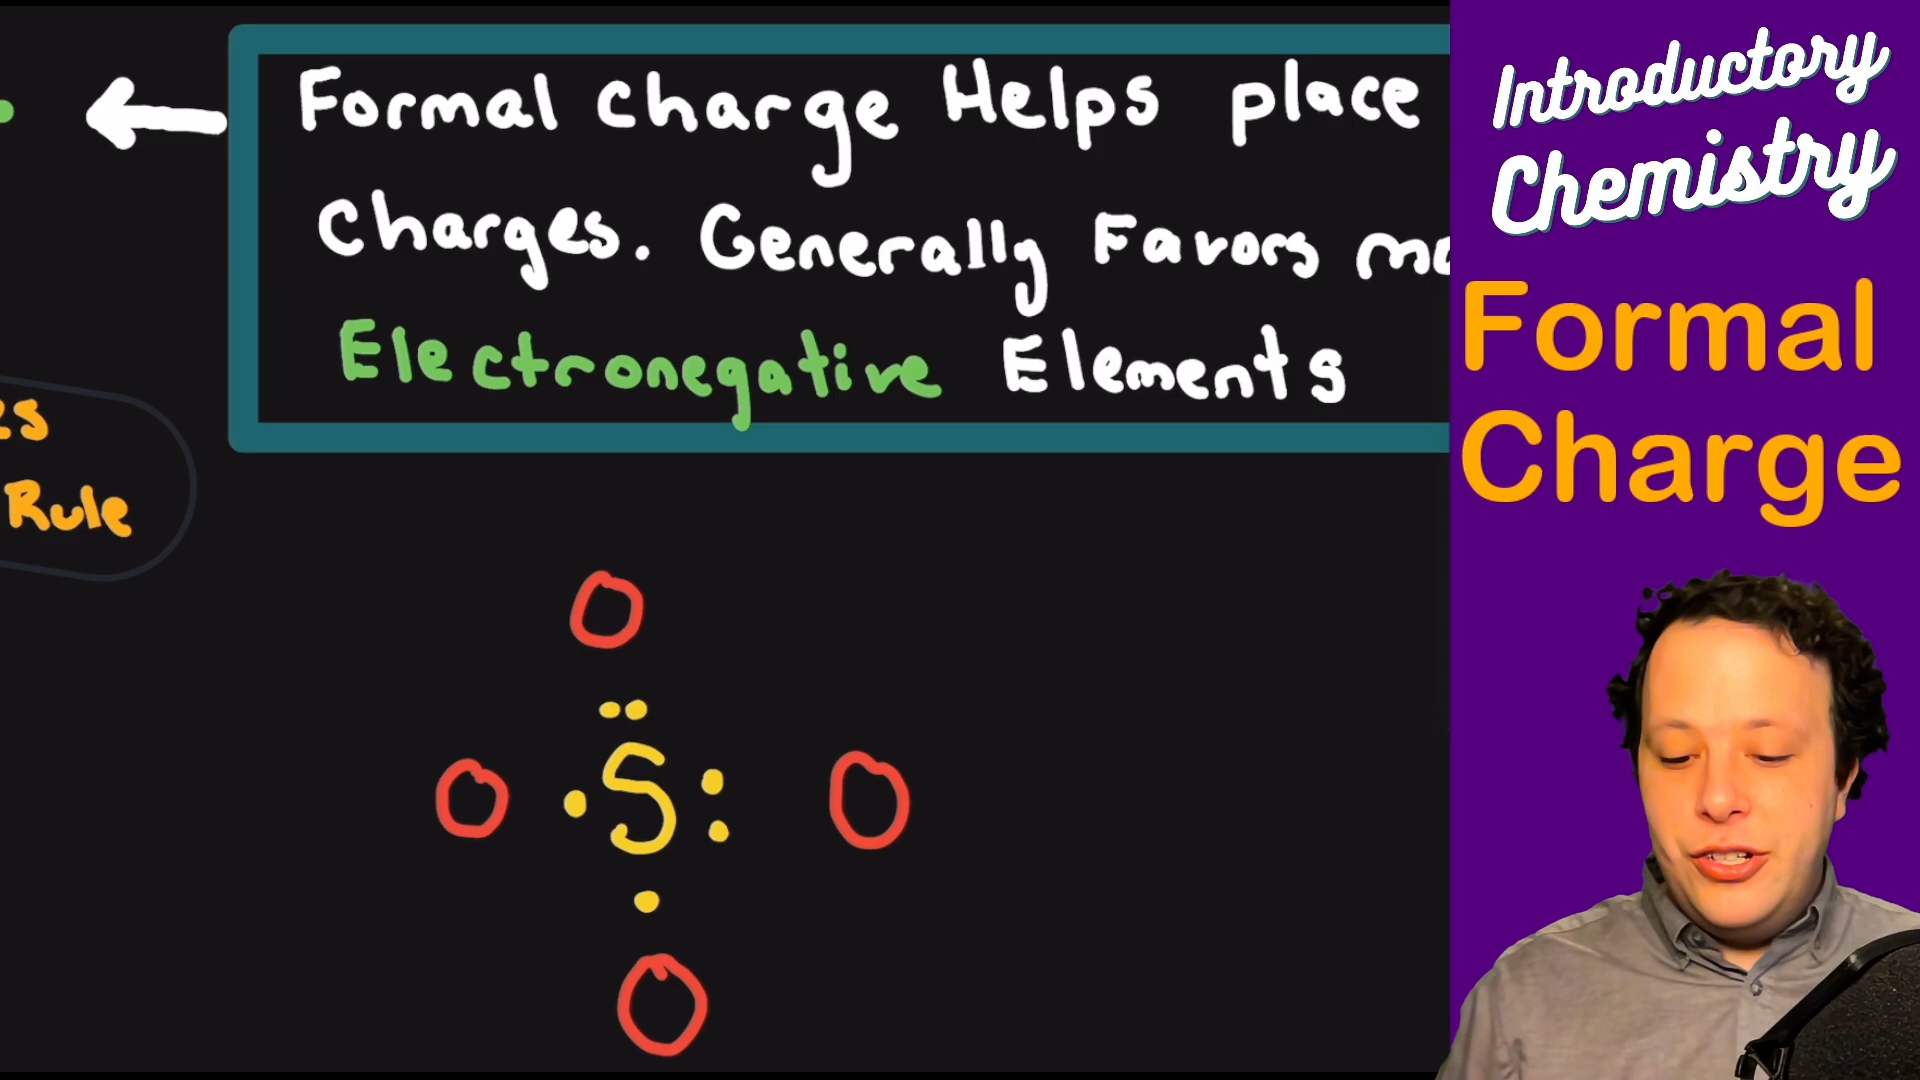 Formal charge Helps place
charges. Generally Favors
Electronegative Elements
Rule
O
O S O
O
Introductory
Chemistry
Formal
Charge